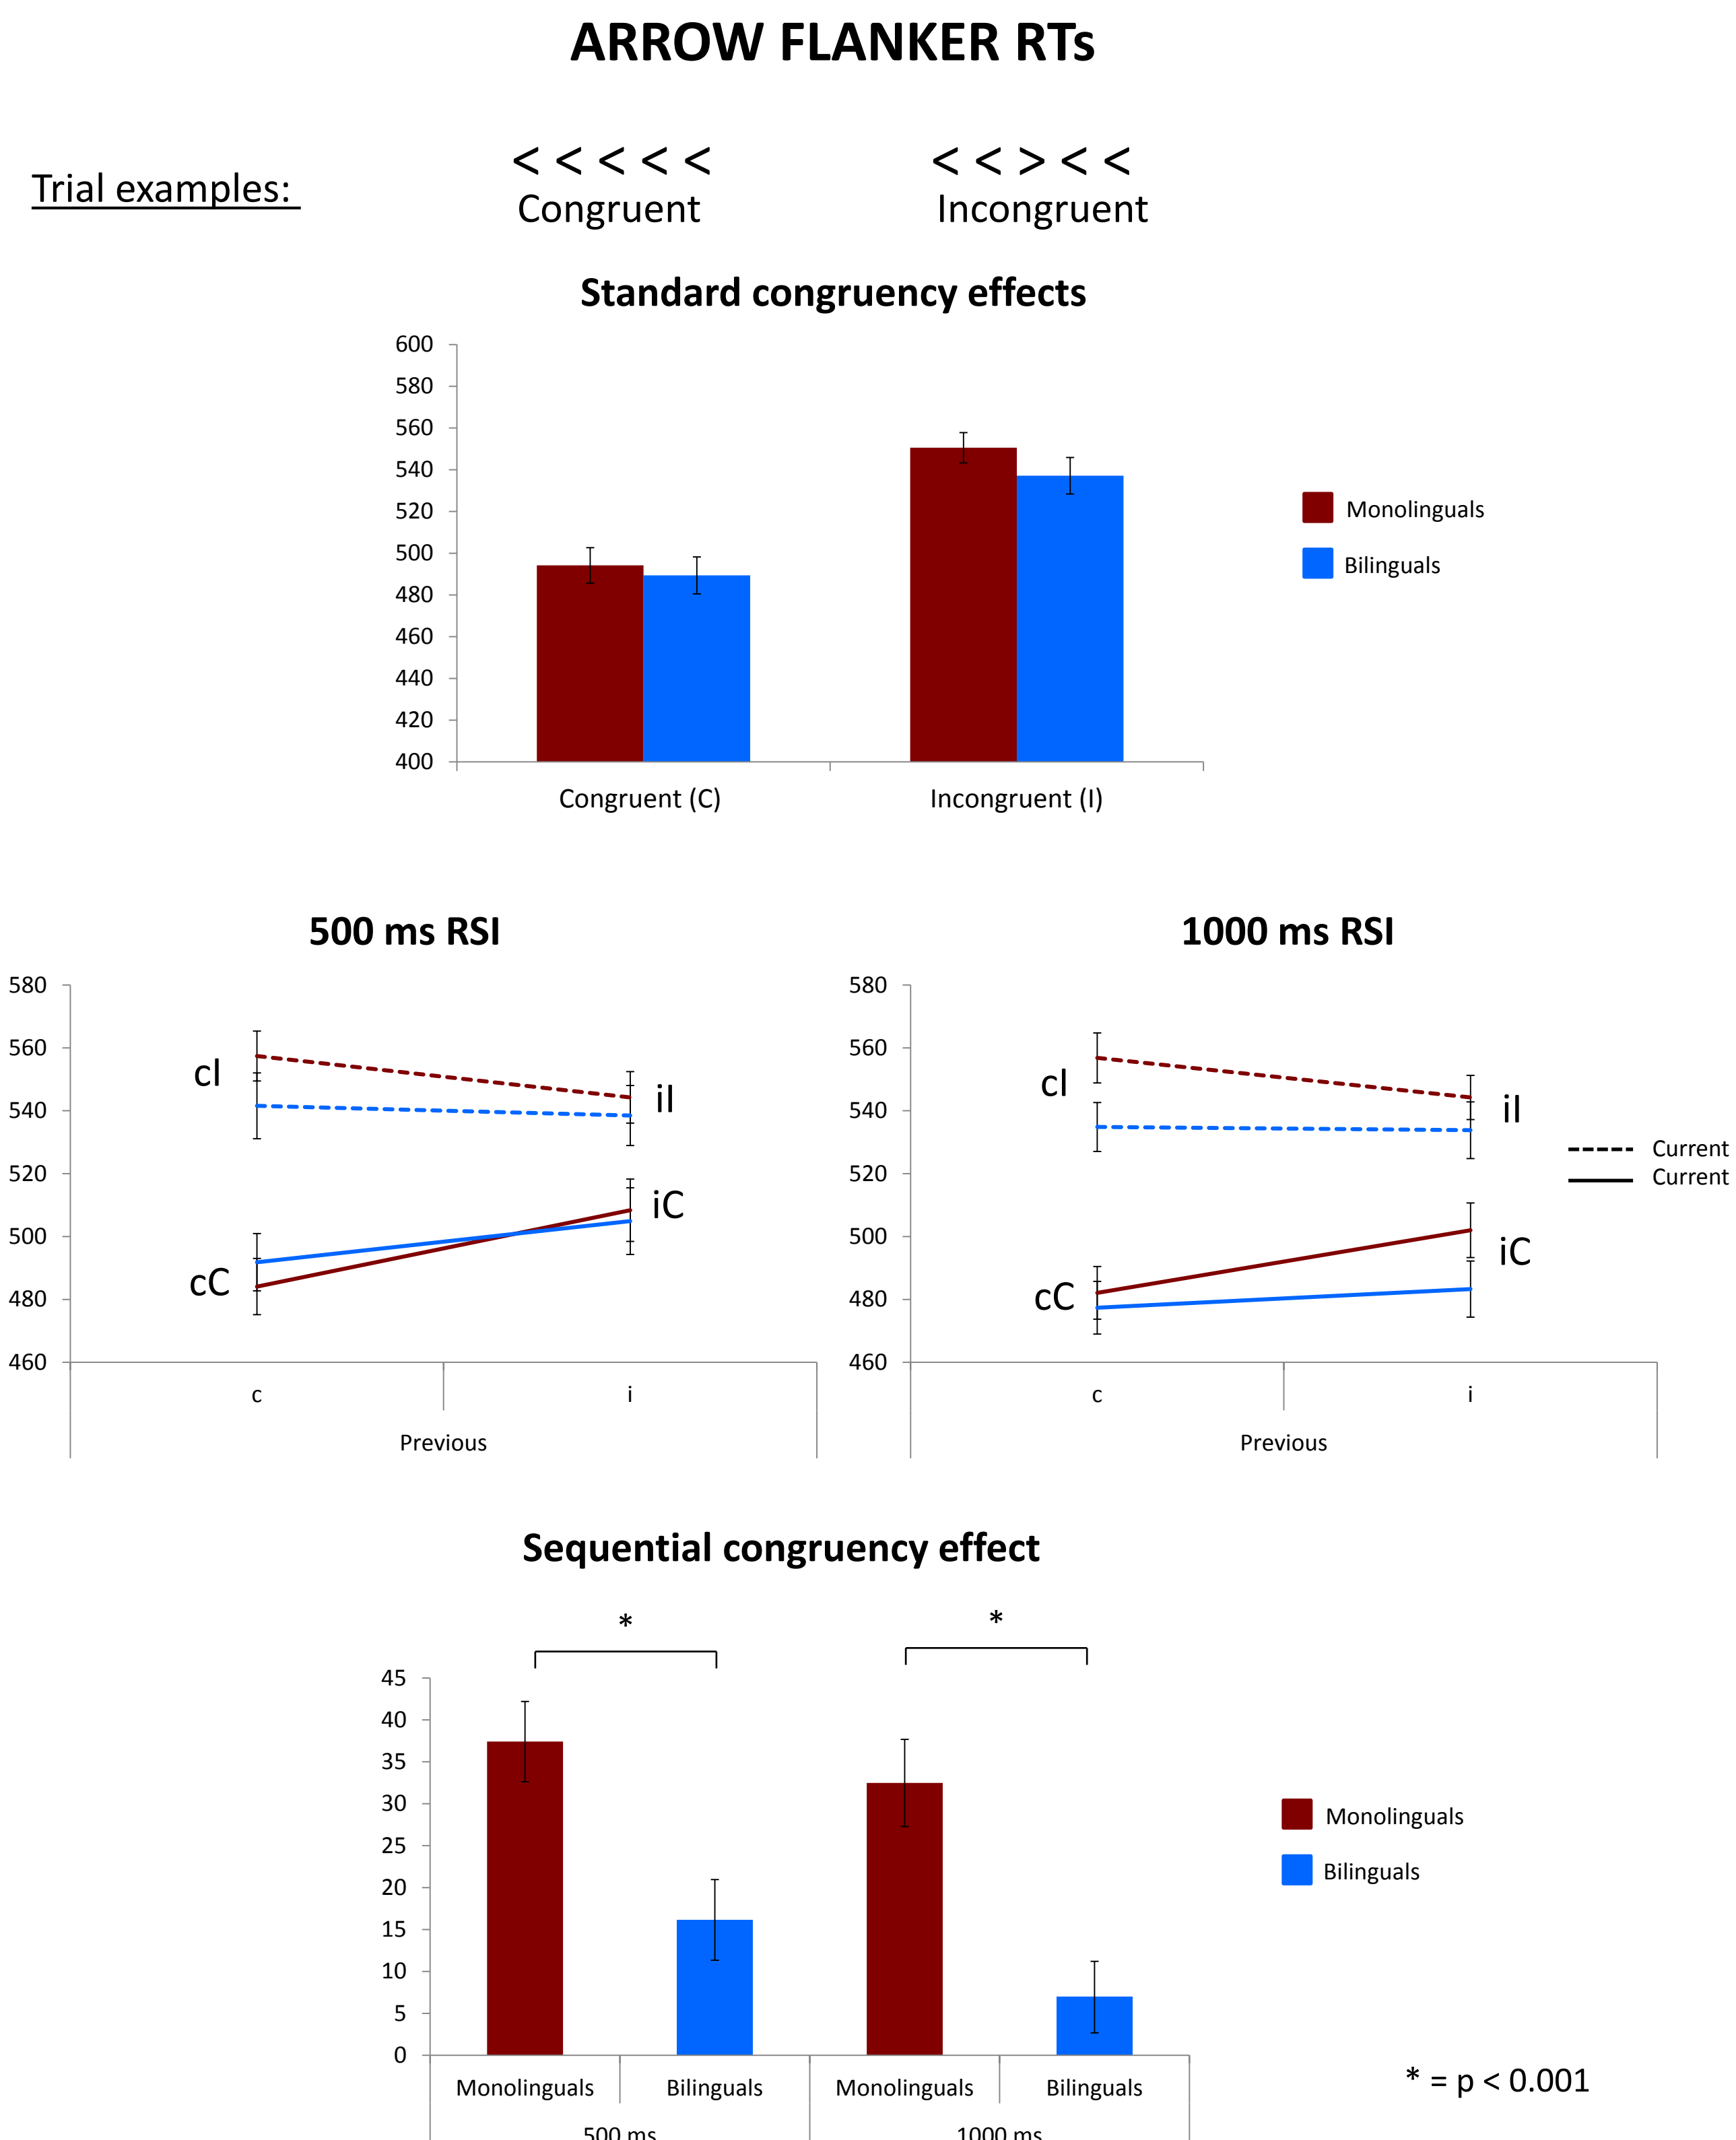 ARROW FLANKER RTs
Trial examples:
< < < < <
Congruent
< < > < <
Incongruent
Standard congruency effects
600
580
560
540
520
500
480
460
440
420
400
Congruent (C)
Incongruent (I)
Monolinguals
Bilinguals
500 ms RSI
580
560
540
520
500
480
460
cI
iI
iC
cC
c
i
Previous
1000 ms RSI
580
560
540
520
500
480
460
cI
iI
iC
cC
c
i
Previous
Current
Current
Sequential congruency effect
*
*
45
40
35
30
25
20
15
10
5
0
Monolinguals
Bilinguals
Monolinguals
Bilinguals
500 ms
1000 ms
Monolinguals
Bilinguals
* = p < 0.001